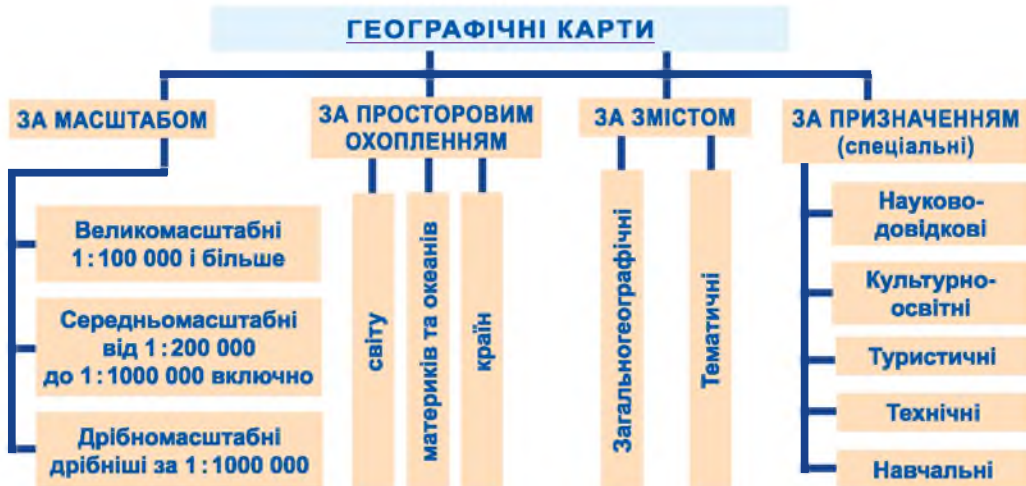 ГЕОГРАФІЧНІ КАРТИ
ЗА МАСШТАБОМ
Великомасштабні
1:100 000 і більше
Середньомасштабні
від 1:200 000
до 1:1000 000 включно
Дрібномасштабні
дрібніші за 1:1000 000
ЗА ПРОСТОРОВИМ
ОХОПЛЕННЯМ
світу
материків та океанів
країн
ЗА ЗМІСТОМ
Загальногеографічні
Тематичні
ЗА ПРИЗНАЧЕННЯМ
(спеціальні)
Науково-
довідкові
Культурно-
освітні
Туристичні
Технічні
Навчальні